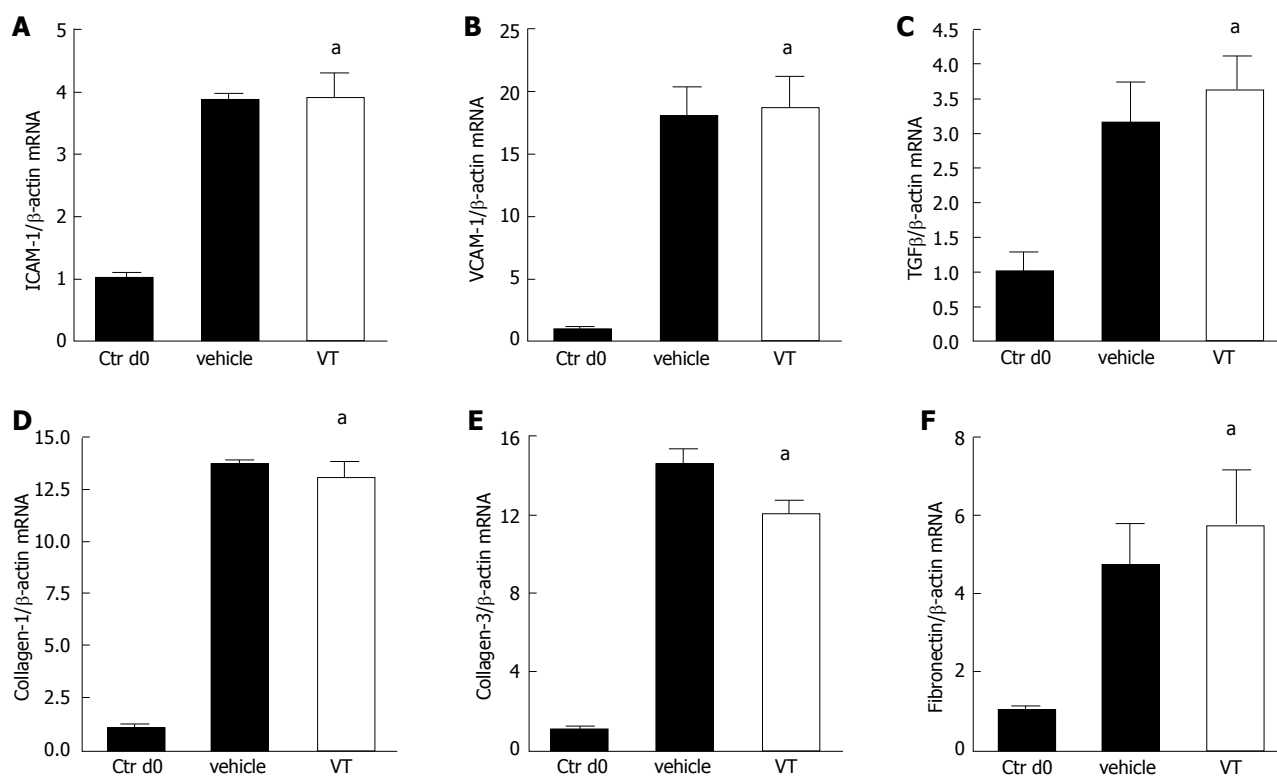 A
ICAM-1/β-actin mRNA
5
4
3
2
1
0
a
Ctr d0 vehicle VT
B
VCAM-1/β-actin mRNA
25
20
15
10
5
0
a
Ctr d0 vehicle VT
C
TGFβ/β-actin mRNA
4.5
4.0
3.5
3.0
2.5
2.0
1.5
1.0
0.5
0.0
a
Ctr d0 vehicle VT
D
Collagen-1/β-actin mRNA
15.0
12.5
10.0
7.5
5.0
2.5
0.0
a
Ctr d0 vehicle VT
E
Collagen-3/β-actin mRNA
16
12
8
4
0
a
Ctr d0 vehicle VT
F
Fibronectin/β-actin mRNA
8
6
4
2
0
a
Ctr d0 vehicle VT